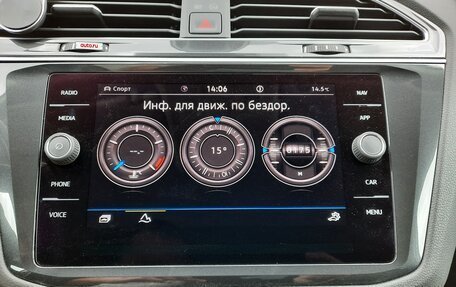 auto.ru
RADIO
MEDIA
PHONE
VOICE
Спорт
14:06
14.5°C
Инф. для движ. по бездор.
15°
NAV
APP
CAR
MENU